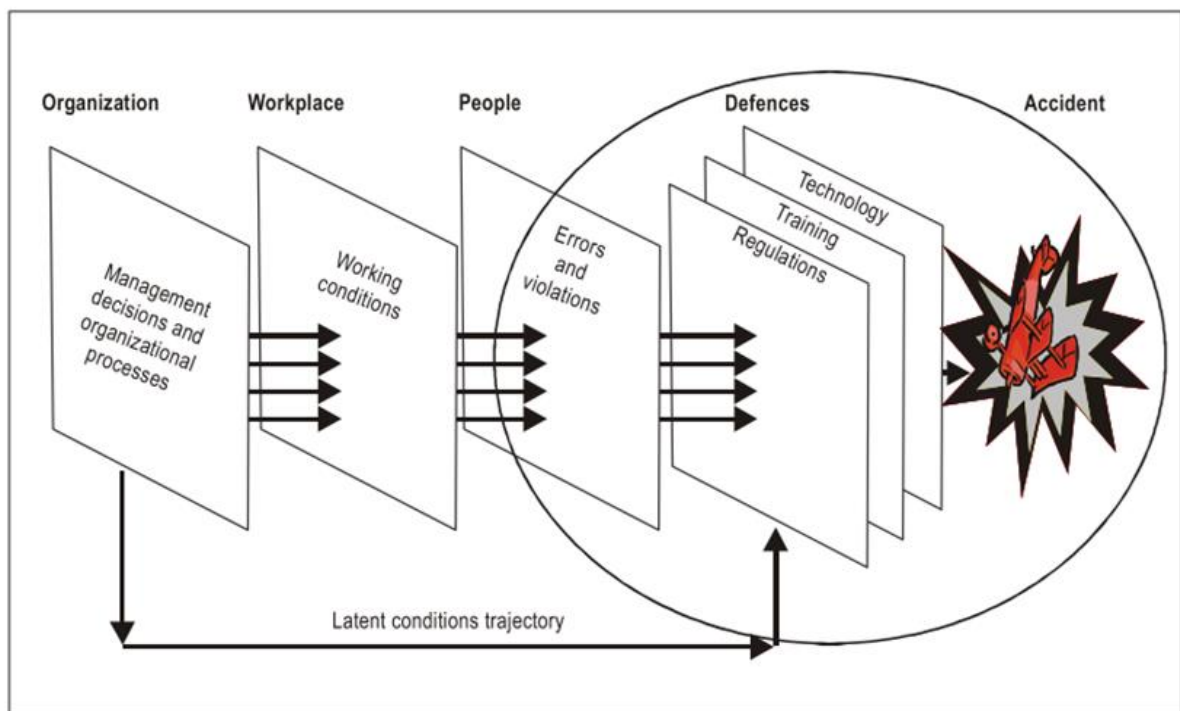 Organization
Workplace
People
Defences
Accident
Management
decisions and
organizational
processes
Working
conditions
Errors
and
violations
Technology
Training
Regulations
Latent conditions trajectory